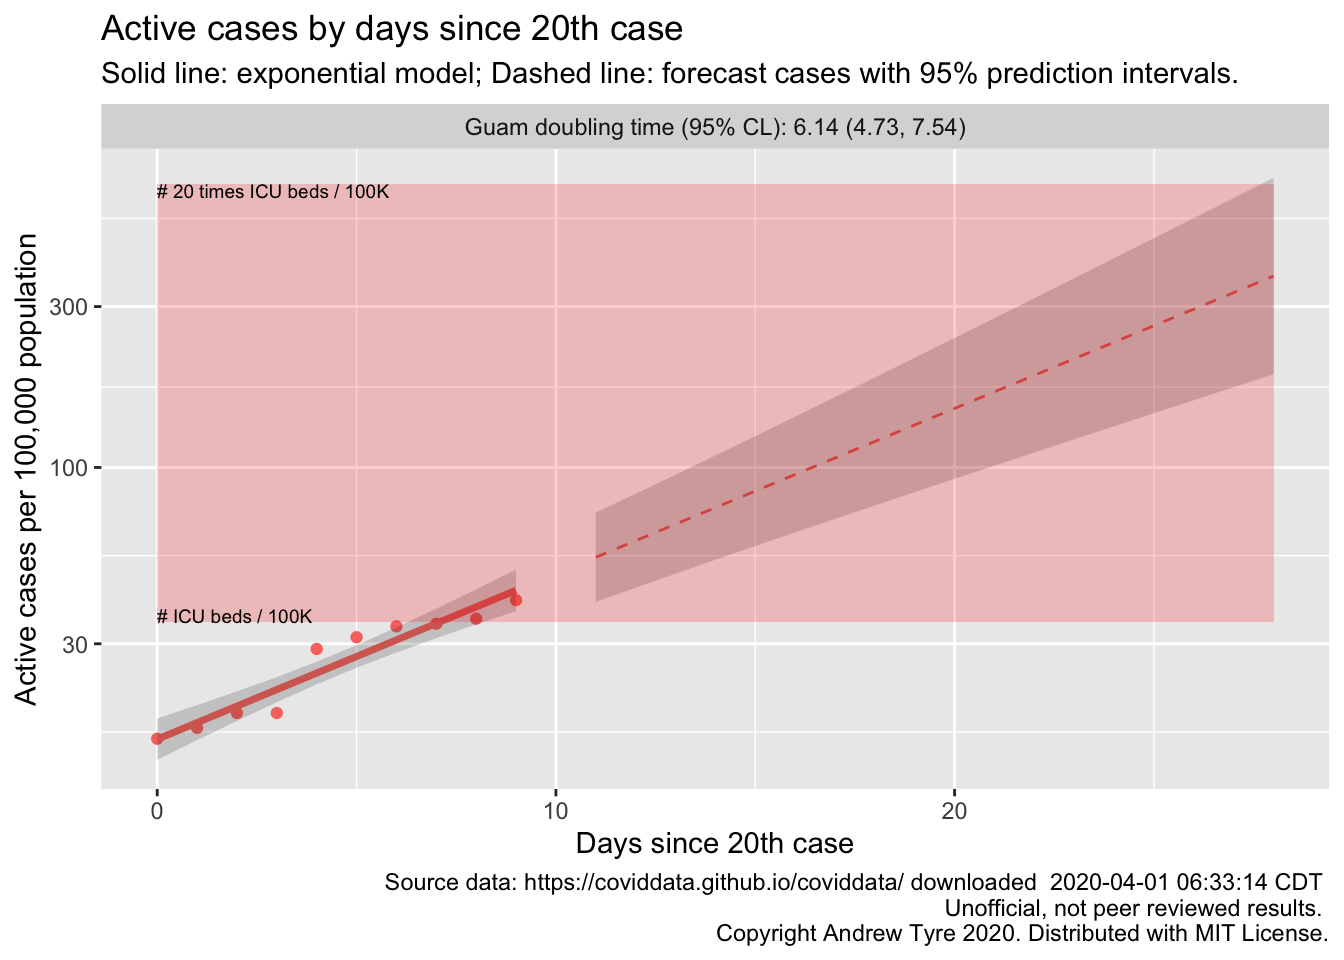 Active cases by days since 20th case
Solid line: exponential model; Dashed line: forecast cases with 95% prediction intervals.
Guam doubling time (95% CL): 6.14 (4.73, 7.54)
# 20 times ICU beds / 100K
300
100
# ICU beds / 100K
30
Active cases per 100,000 population
0
10
20
Days since 20th case
Source data: https://coviddata.github.io/coviddata/ downloaded  2020-04-01 06:33:14 CDT
Unofficial, not peer reviewed results.
Copyright Andrew Tyre 2020. Distributed with MIT License.